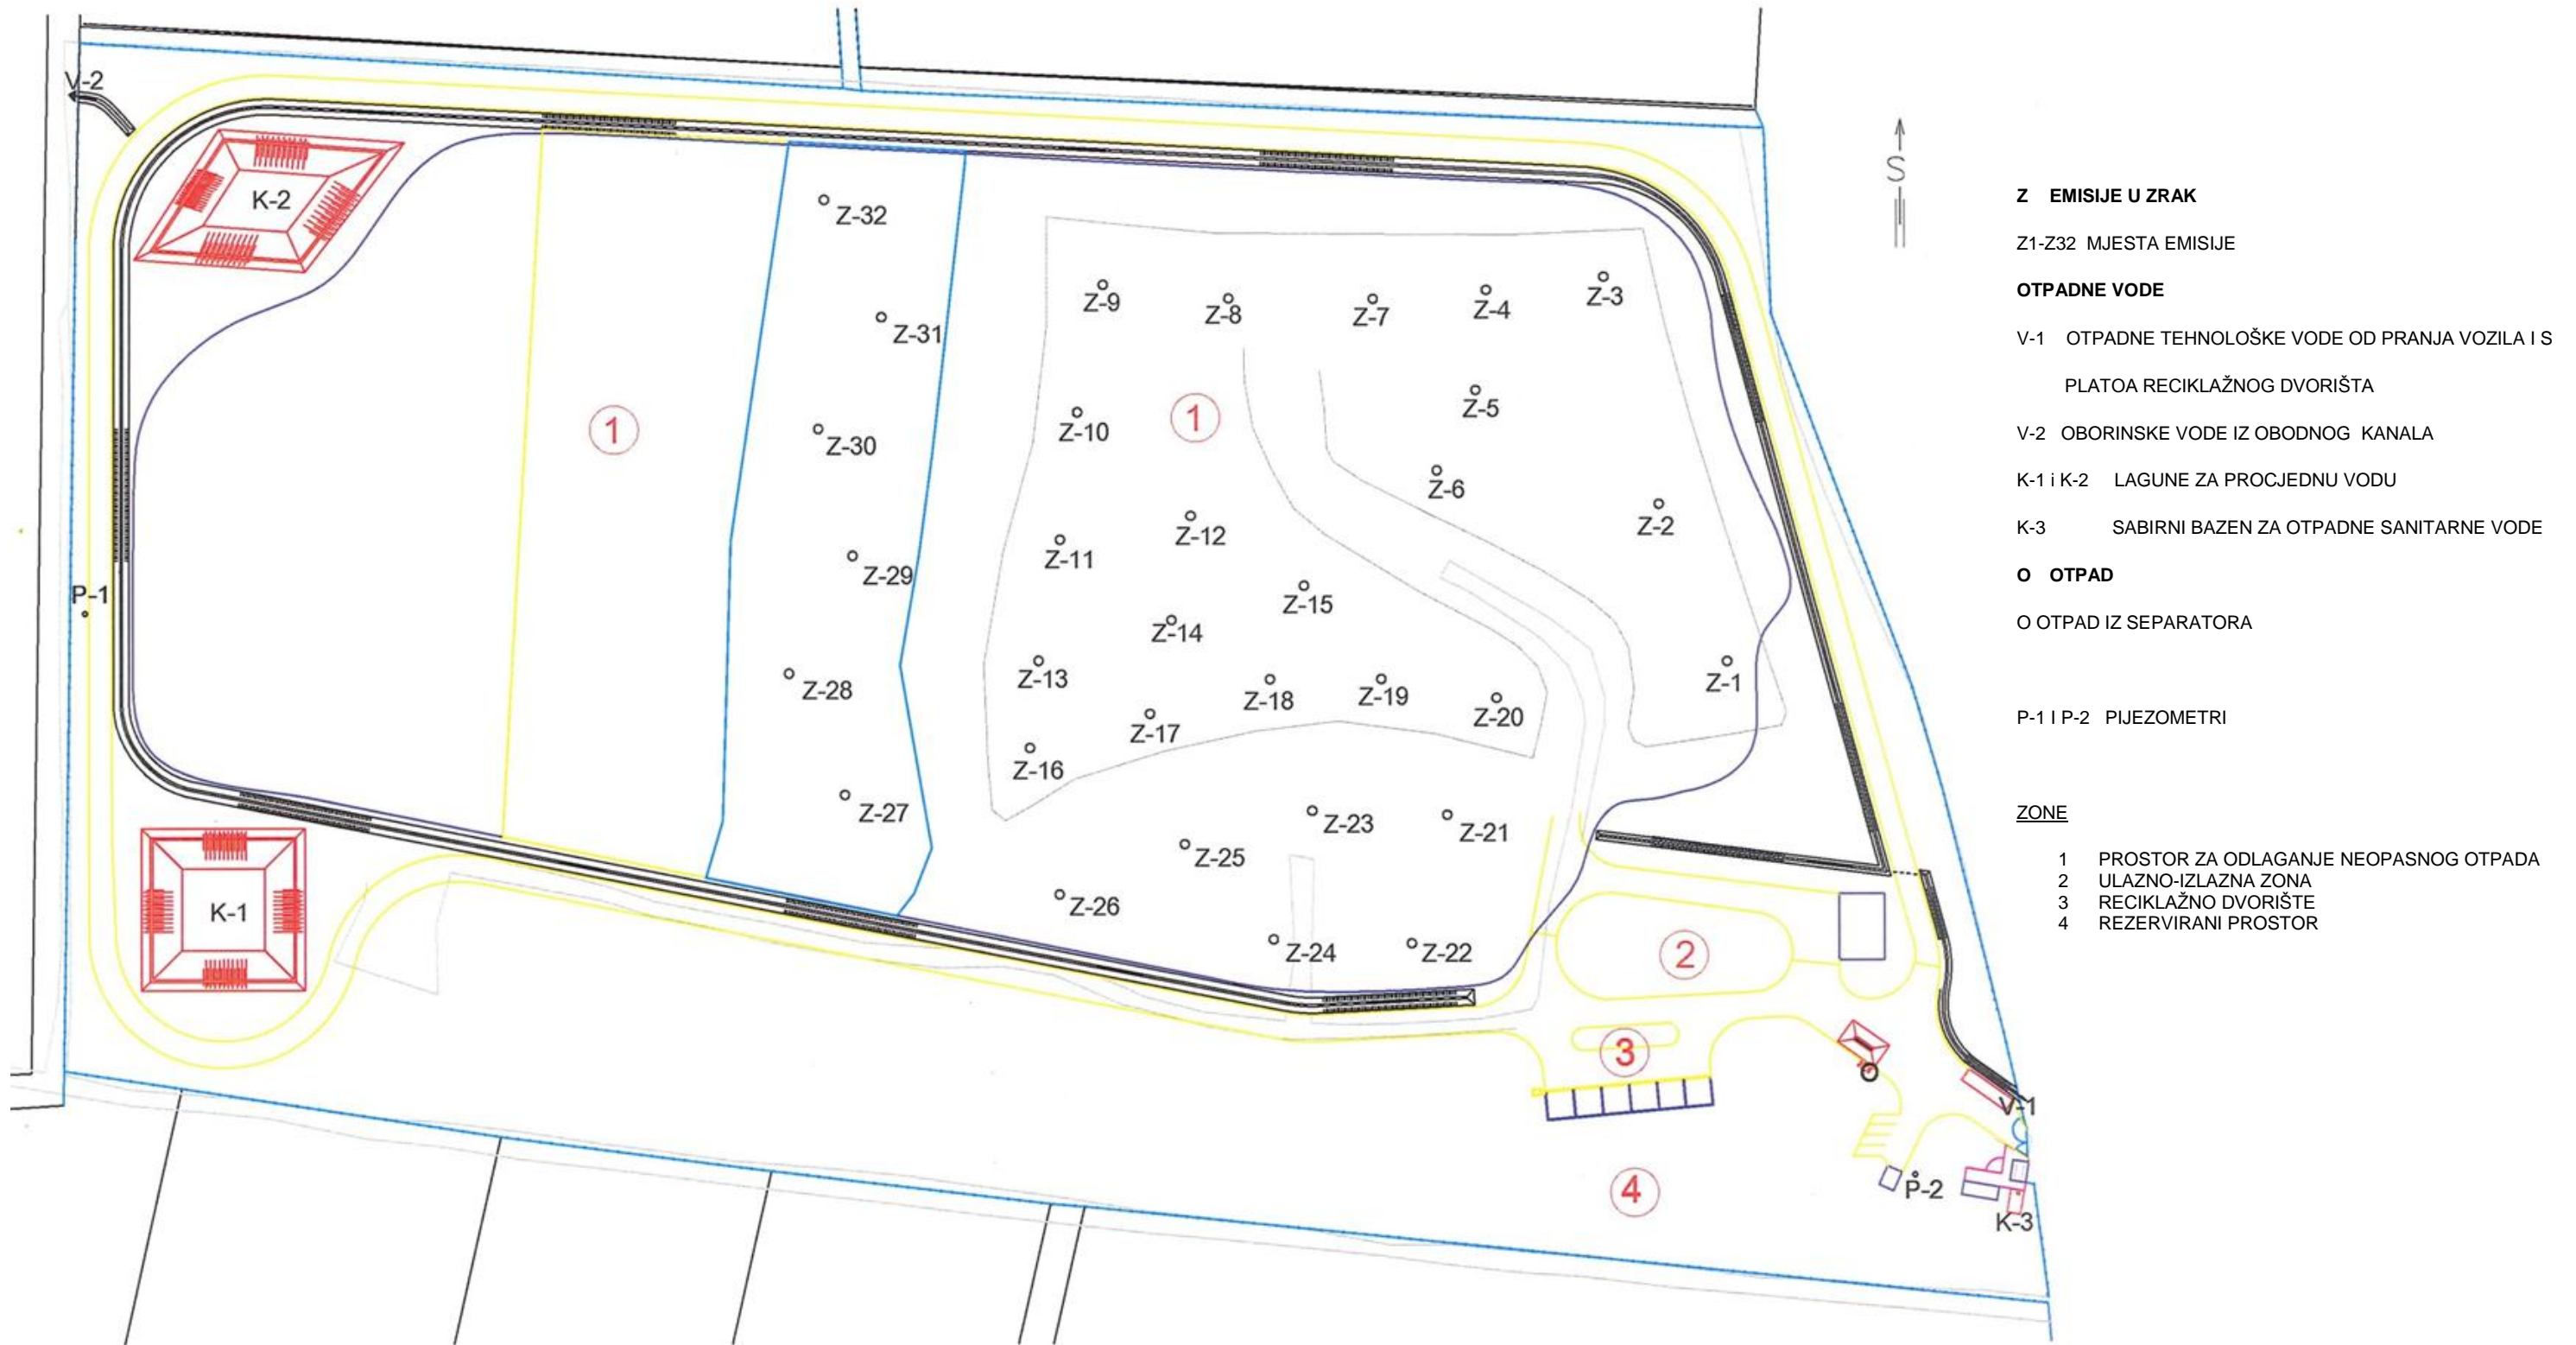 V-2
K-2
S
Z-32
Z-31
Z-30
Z-29
Z-28
Z-27
Z-9
Z-8
Z-7
Z-4
Z-3
1
1
Z-10
Z-5
Z-6
Z-2
Z-12
Z-11
Z-15
Z-14
Z-13
Z-18
Z-19
Z-20
Z-1
Z-17
Z-16
Z-23
Z-21
Z-25
Z-26
Z-24
Z-22
P-1
K-1
2
3
4
V-1
P-2
K-3
Z EMISIJE U ZRAK
Z1-Z32 MJESTA EMISIJE
OTPADNE VODE
V-1 OTPADNE TEHNOLOŠKE VODE OD PRANJA VOZILA I S
PLATOA RECIKLAŽNOG DVORIŠTA
V-2 OBORINSKE VODE IZ OBODNOG KANALA
K-1 i K-2 LAGUNE ZA PROCJEDNU VODU
K-3 SABIRNI BAZEN ZA OTPADNE SANITARNE VODE
O OTPAD
O OTPAD IZ SEPARATORA
P-1 I P-2 PIJEZOMETRI
ZONE
1 PROSTOR ZA ODLAGANJE NEOPASNOG OTPADA
2 ULAZNO-IZLAZNA ZONA
3 RECIKLAŽNO DVORIŠTE
4 REZERVIRANI PROSTOR